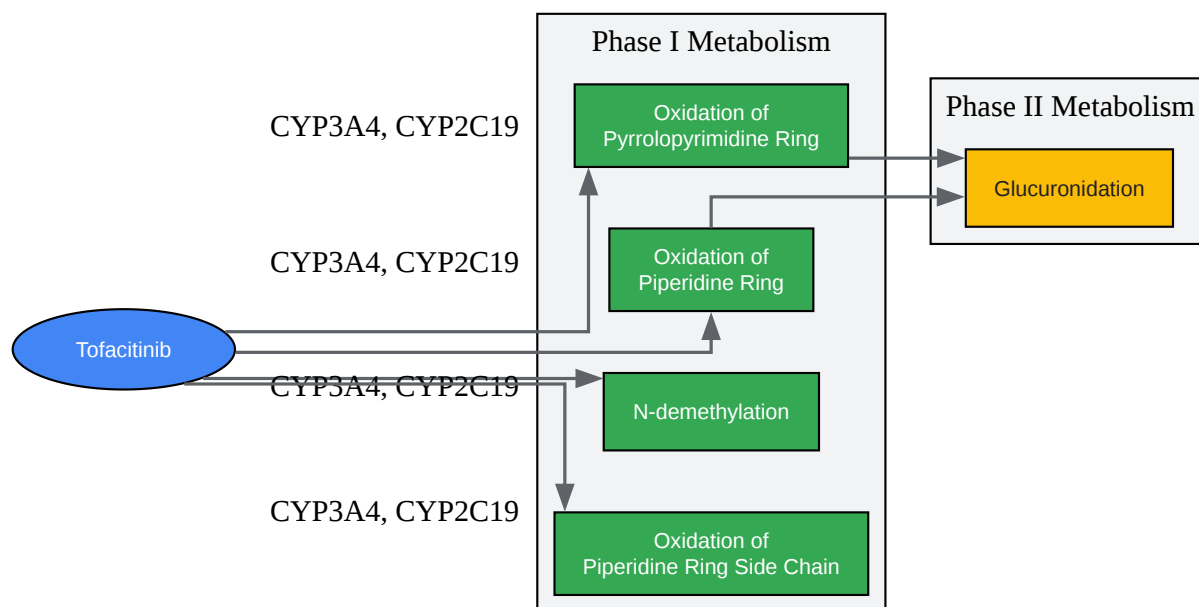 Phase I Metabolism
CYP3A4, CYP2C19
Oxidation of
Pyrrolopyrimidine Ring
Phase II Metabolism
Glucuronidation
CYP3A4, CYP2C19
Oxidation of
Piperidine Ring
Tofacitinib
CYP3A4, CYP2C19
N-demethylation
CYP3A4, CYP2C19
Oxidation of
Piperidine Ring Side Chain